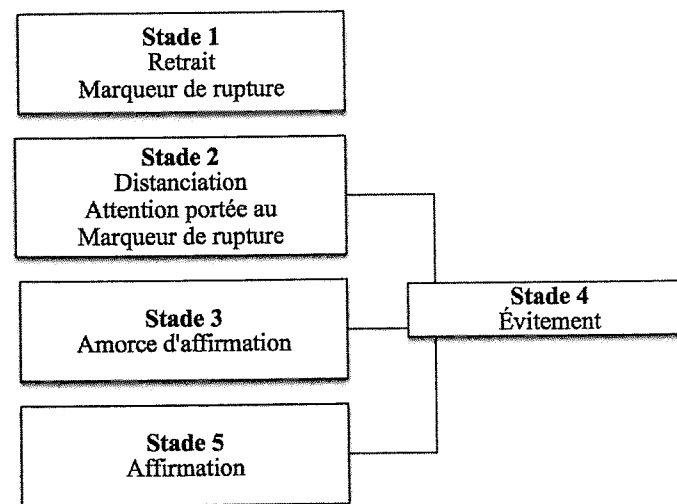 Stade 1
Retrait
Marqueur de rupture
Stade 2
Distanciation
Attention portée au
Marqueur de rupture
Stade 3
Amorce d'affirmation
Stade 4
Évitement
Stade 5
Affirmation